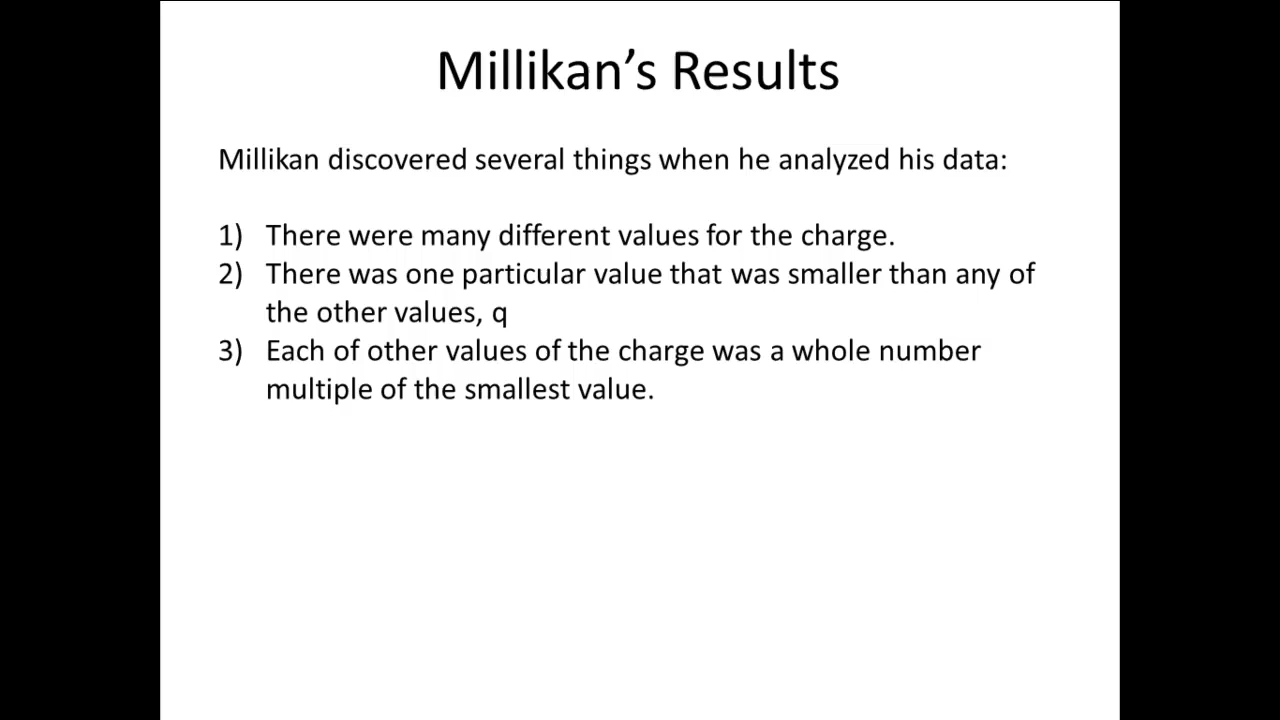 Millikan’s Results
Millikan discovered several things when he analyzed his data:
1) There were many different values for the charge.
2) There was one particular value that was smaller than any of
the other values, q
3) Each of other values of the charge was a whole number
multiple of the smallest value.